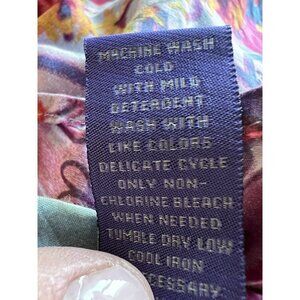 MACHINE WASH
COLD
WITH MILD
DETERGENT
WASH WITH
LIKE COLORS
DELICATE CYCLE
ONLY NON-
CHLORINE BLEACH
WHEN NEEDED
TUMBLE DRY LOW
COOL IRON